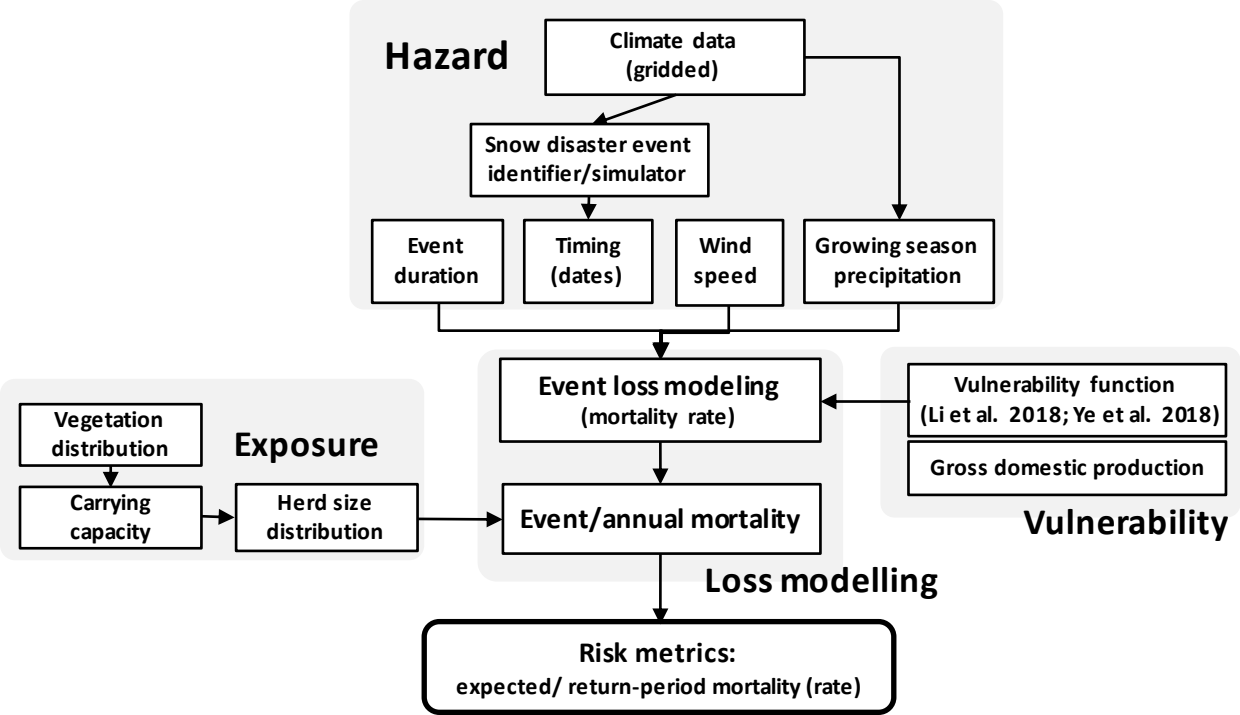 Hazard
Climate data
(gridded)
Snow disaster event
identifier/simulator
Event
duration
Timing
(dates)
Wind
speed
Growing season
precipitation
Event loss modeling
(mortality rate)
Vulnerability function
(Li et al. 2018; Ye et al. 2018)
Gross domestic production
Vulnerability
Vegetation
distribution
Exposure
Carrying
capacity
Herd size
distribution
Event/annual mortality
Loss modelling
Risk metrics:
expected/ return-period mortality (rate)